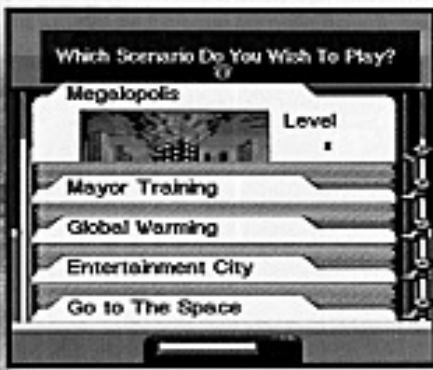 Which Scenario Do You Wish To Play?
Megalopolis
Level
Mayor Training
Global Warming
Entertainment City
Go to The Space